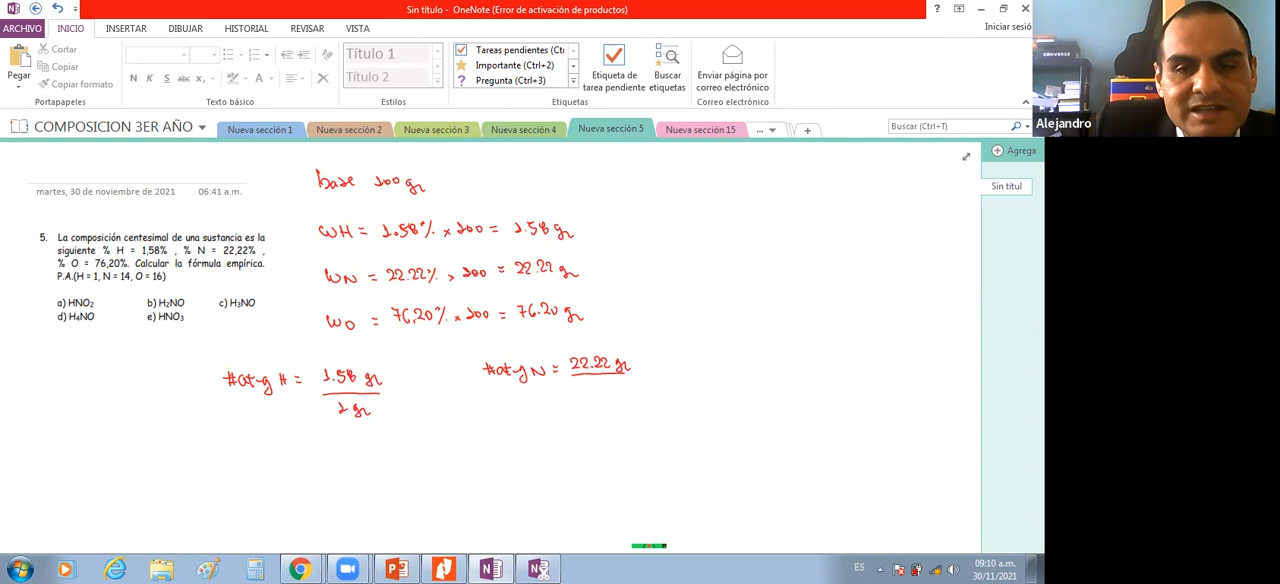 Sin título - OneNote (Error de activación de productos)
ARCHIVO INICIO INSERTAR DIBUJAR HISTORIAL REVISAR VISTA
Iniciar sesió
Pegar
Cortar
Copiar
Copiar formato
Portapapeles
N K S abc x₂ A
Texto básico
Título 1
Título 2
Estilos
Tareas pendientes (Ctı
Importante (Ctrl+2)
Pregunta (Ctrl+3)
Etiqueta de tarea pendiente
Buscar etiquetas
Etiquetas
Enviar página por correo electrónico
Correo electrónico
CONVERSE
Alejandro
COMPOSICION 3ER AÑO
Nueva sección 1 Nueva sección 2 Nueva sección 3 Nueva sección 4 Nueva sección 5 Nueva sección 15 ...
Buscar (Ctrl+T)
Agrega
Sin títul
martes, 30 de noviembre de 2021 06:41 a.m.
5. La composición centesimal de una sustancia es la
siguiente % H = 1,58% , % N = 22,22% ,
% O = 76,20%. Calcular la fórmula empírica.
P.A.(H = 1, N = 14, O = 16)
a) HNO₂ b) H₂NO c) H₃NO
d) H₄NO e) HNO₃
base 100 gr
WH = 1.58% x 100 = 1.58 gr
WN = 22.22% x 100 = 22.22 gr
WO = 76,20% x 100 = 76.20 gr
#at-g H = 1.58 gr
1 gr
#at-g N = 22.22 gr
ES 09:10 a.m.
30/11/2021